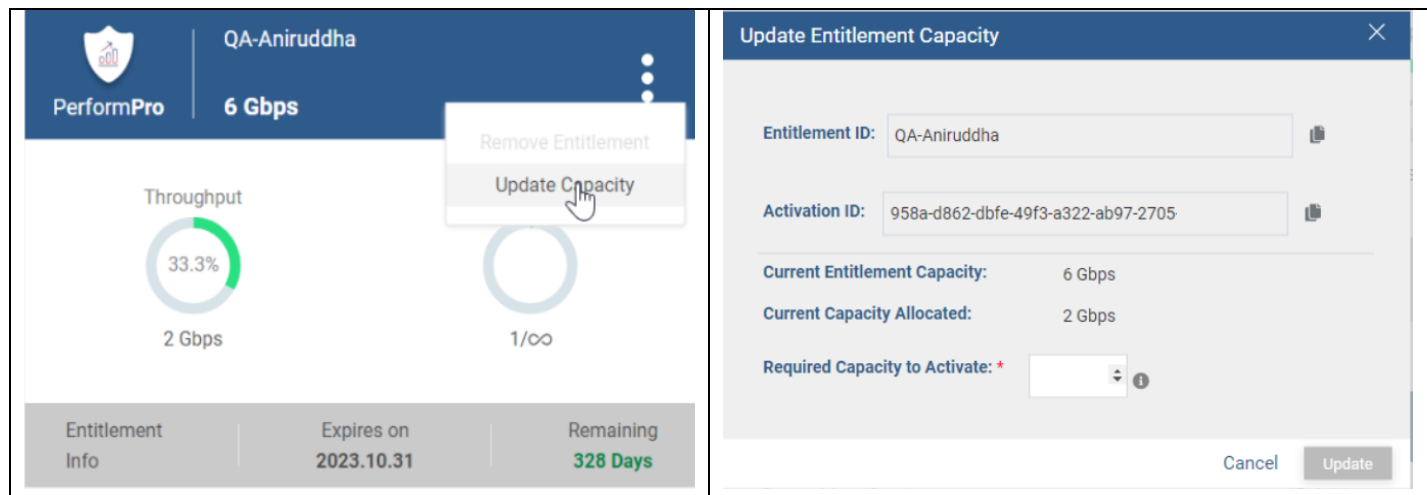 QA-Aniruddha
PerformPro
6 Gbps
Remove Entitlement
Update Capacity
Throughput
33.3%
2 Gbps
1/∞
Entitlement Info
Expires on
2023.10.31
Remaining
328 Days
Update Entitlement Capacity
Entitlement ID:
QA-Aniruddha
Activation ID:
958a-d862-dbfe-49f3-a322-ab97-2705-
Current Entitlement Capacity:
6 Gbps
Current Capacity Allocated:
2 Gbps
Required Capacity to Activate: *
Cancel
Update